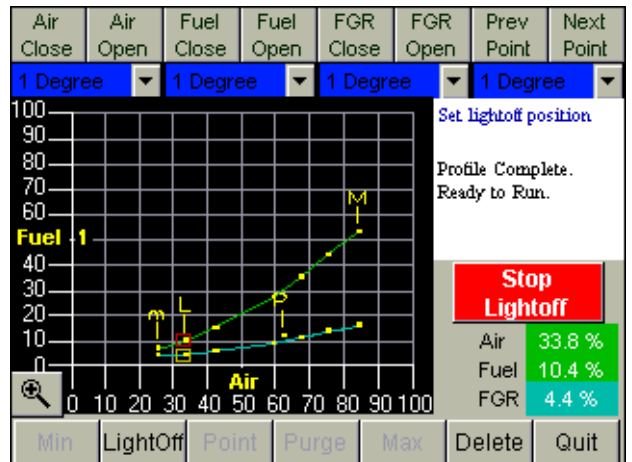 Air Air Fuel Fuel FGR FGR Prev Next
Close Open Close Open Close Open Point Point
1 Degree 1 Degree 1 Degree 1 Degree
Set lightoff position
Profile Complete.
Ready to Run.
100
90
80
70
60
Fuel -1
40
30
20
10
0
M
m L P
Air
0 10 20 30 40 50 60 70 80 90 100
Stop
Lightoff
Air 33.8 %
Fuel 10.4 %
FGR 4.4 %
Min LightOff Point Purge Max Delete Quit